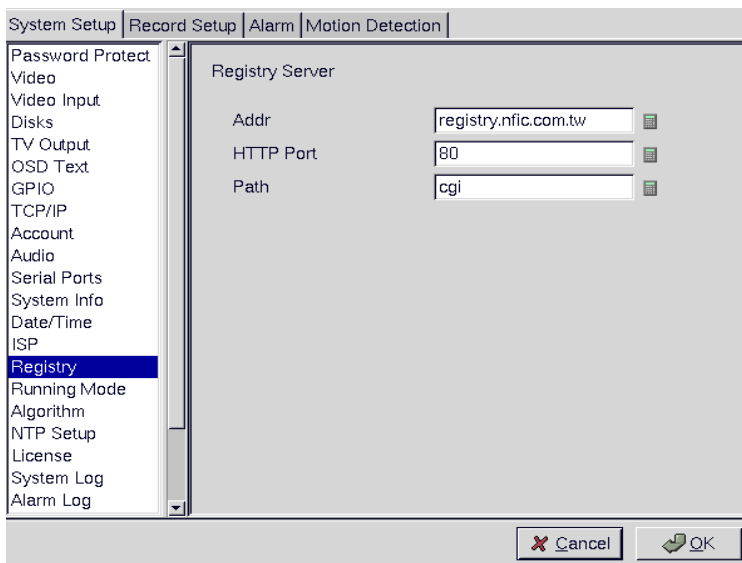 System Setup Record Setup Alarm Motion Detection
Password Protect
Video
Video Input
Disks
TV Output
OSD Text
GPIO
TCP/IP
Account
Audio
Serial Ports
System Info
Date/Time
ISP
Registry
Running Mode
Algorithm
NTP Setup
License
System Log
Alarm Log
Registry Server
Addr registry.nfic.com.tw
HTTP Port 80
Path cgi
Cancel OK